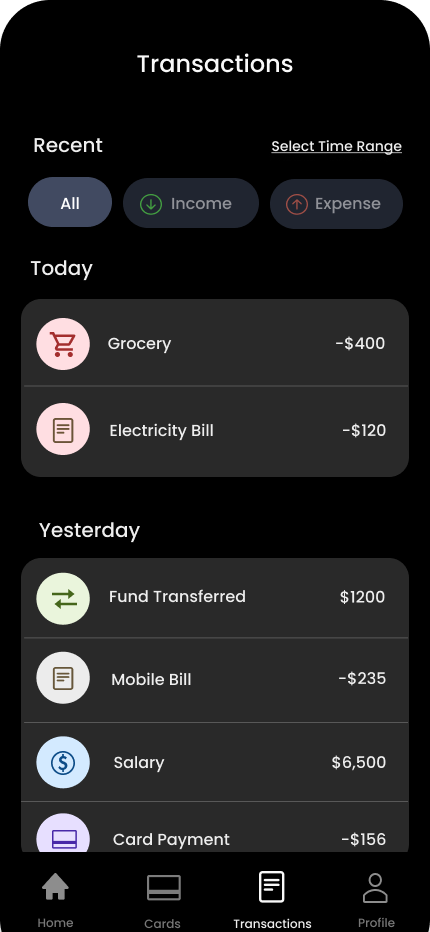 Transactions
Recent
Select Time Range
All
Income
Expense
Today
Grocery
-$400
Electricity Bill
-$120
Yesterday
Fund Transferred
$1200
Mobile Bill
-$235
Salary
$6,500
Card Payment
-$156
Home
Cards
Transactions
Profile